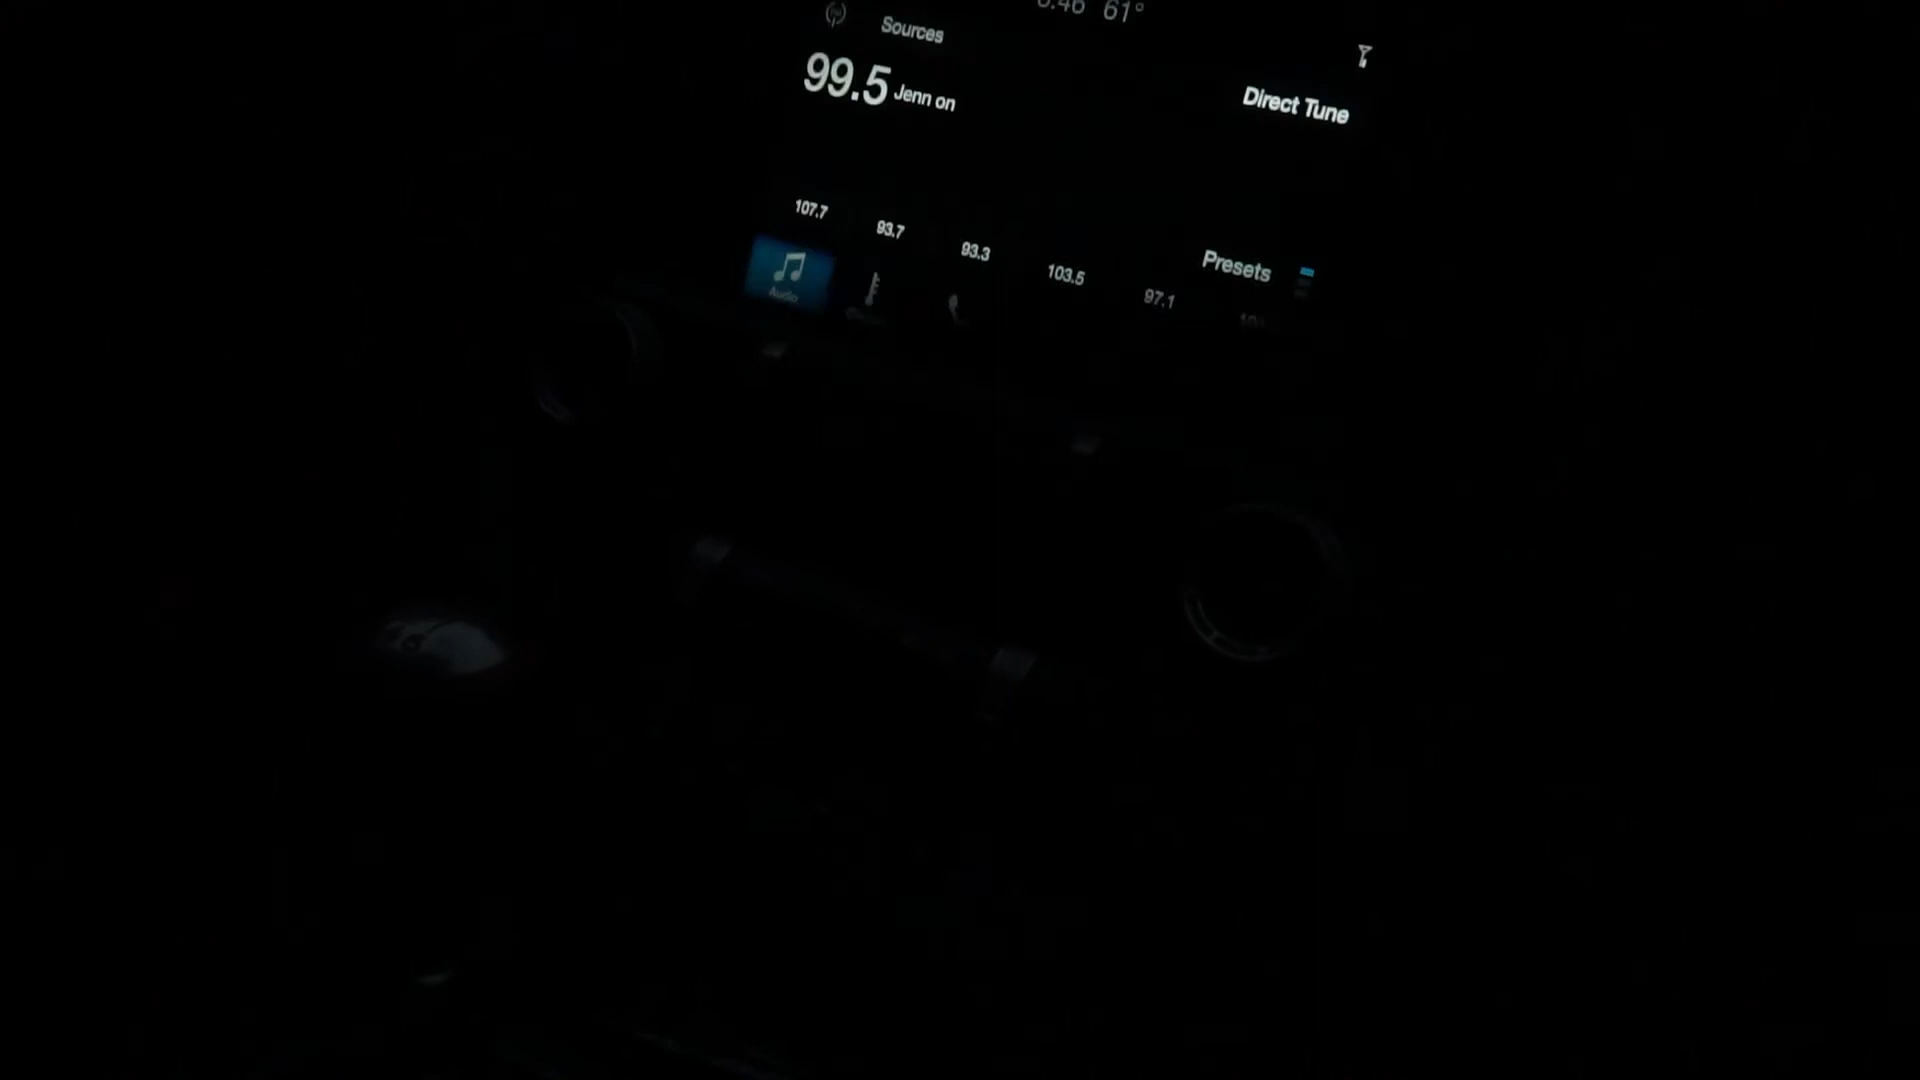 61°
Sources
99.5 Jenn on
Direct Tune
107.7 93.7 93.3 103.5 97.1
Presets
Audio